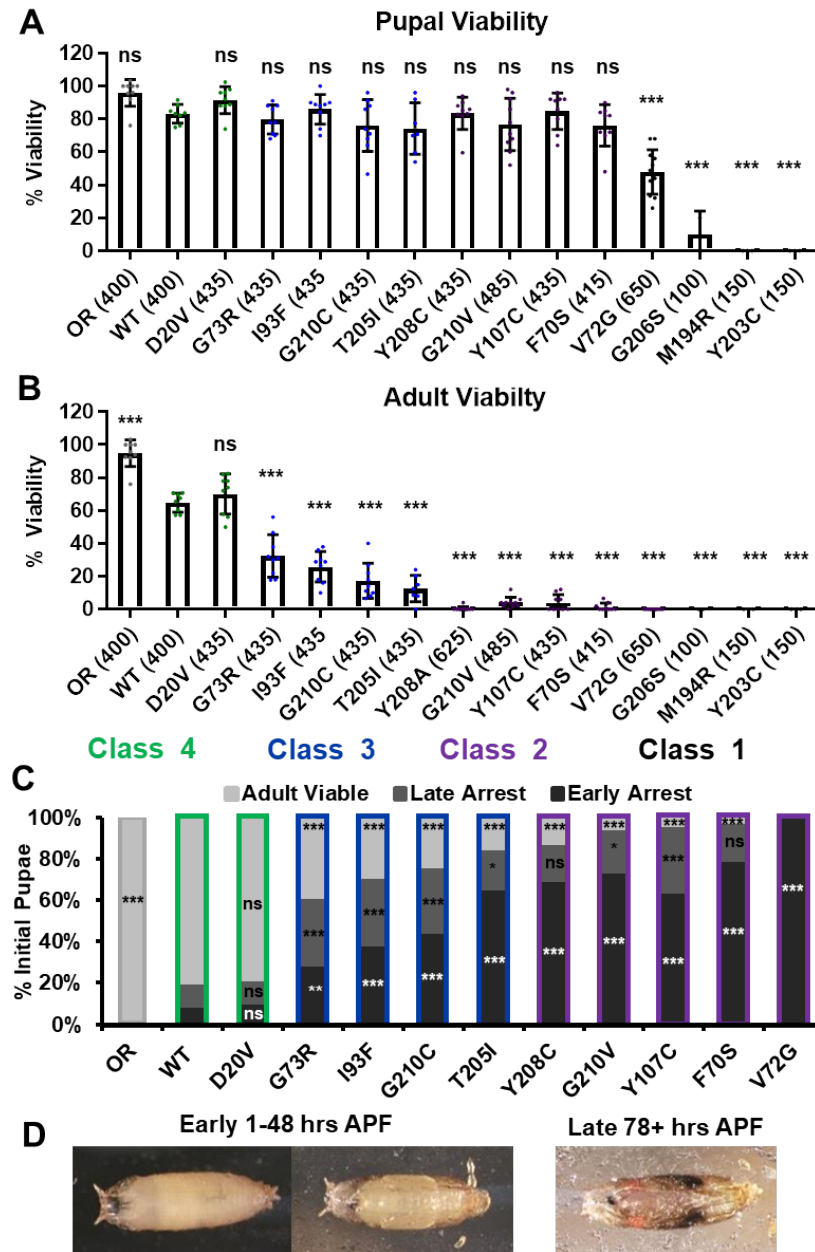 A
Pupal Viability
% Viability
120
100
80
60
40
20
0
ns
ns
ns
ns
ns
ns
ns
ns
ns
ns
***
***
***
***
OR (400)
WT (400)
D20V (435)
G73R (435)
I93F (435
G210C (435)
T205I (435)
Y208C (435)
G210V (485)
Y107C (435)
F70S (415)
V72G (650)
G206S (100)
M194R (150)
Y203C (150)
B
Adult Viabilty
% Viability
120
100
80
60
40
20
0
***
ns
***
***
***
***
***
***
***
***
***
***
***
***
OR (400)
WT (400)
D20V (435)
G73R (435)
I93F (435
G210C (435)
T205I (435)
Y208A (625)
G210V (485)
Y107C (435)
F70S (415)
V72G (650)
G206S (100)
M194R (150)
Y203C (150)
Class 4 Class 3 Class 2 Class 1
C
Adult Viable Late Arrest Early Arrest
% Initial Pupae
100%
80%
60%
40%
20%
0%
***
ns
ns
ns
***
***
**
***
***
***
***
***
***
***
*
***
***
ns
***
***
*
***
***
***
***
***
ns
***
***
OR
WT
D20V
G73R
I93F
G210C
T205I
Y208C
G210V
Y107C
F70S
V72G
D
Early 1-48 hrs APF
Late 78+ hrs APF